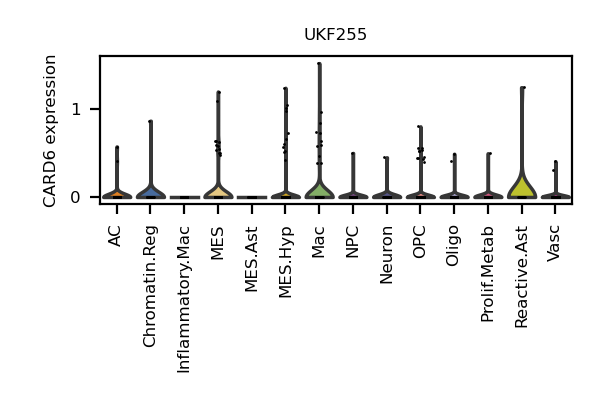 UKF255
CARD6 expression
1
0
AC
Chromatin.Reg
Inflammatory.Mac
MES
MES.Ast
MES.Hyp
Mac
NPC
Neuron
OPC
Oligo
Prolif.Metab
Reactive.Ast
Vasc